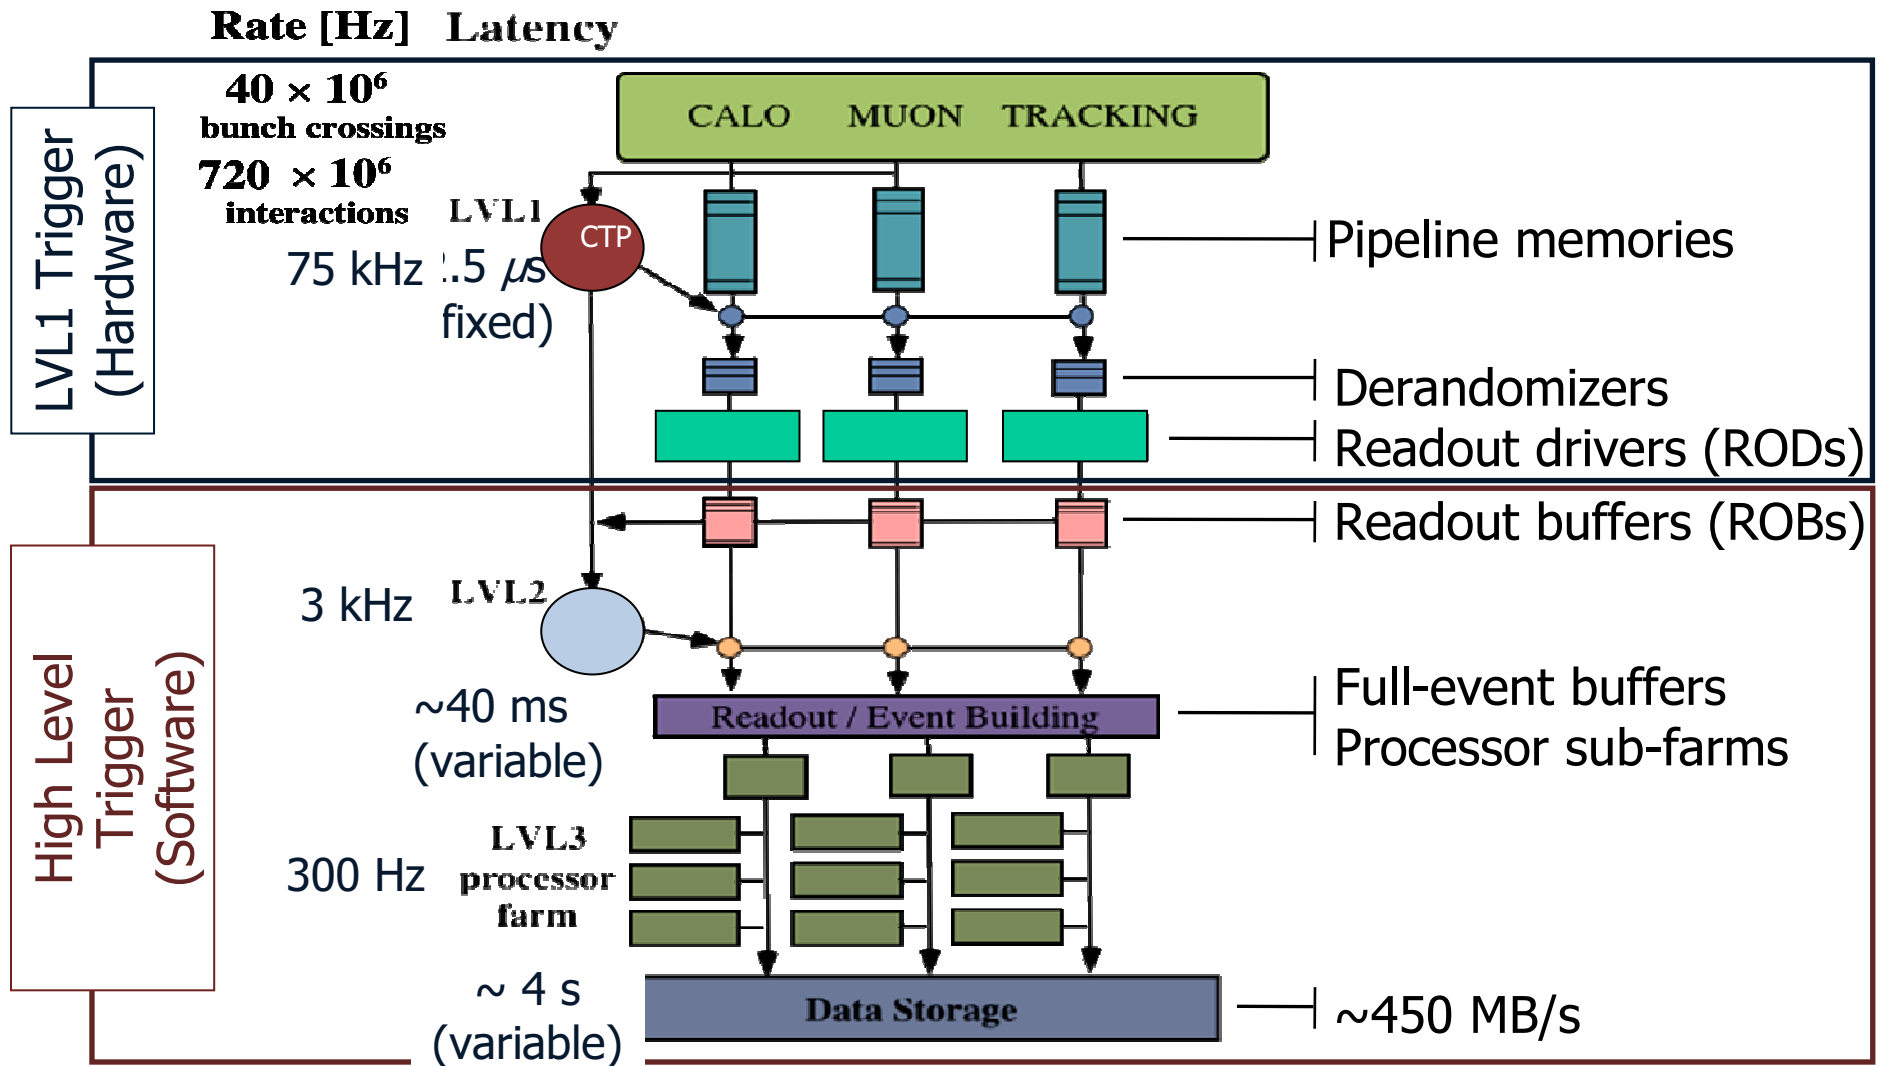 Rate [Hz] Latency
40 × 10⁶
bunch crossings
720 × 10⁶
interactions
CALO MUON TRACKING
LVL1 Trigger
(Hardware)
LVL1
CTP
75 kHz
.5 µs
fixed)
Pipeline memories
Derandomizers
Readout drivers (RODs)
Readout buffers (ROBs)
High Level
Trigger
(Software)
3 kHz
LVL2
~40 ms
(variable)
Readout / Event Building
Full-event buffers
Processor sub-farms
300 Hz
LVL3
processor
farm
~ 4 s
(variable)
Data Storage
~450 MB/s